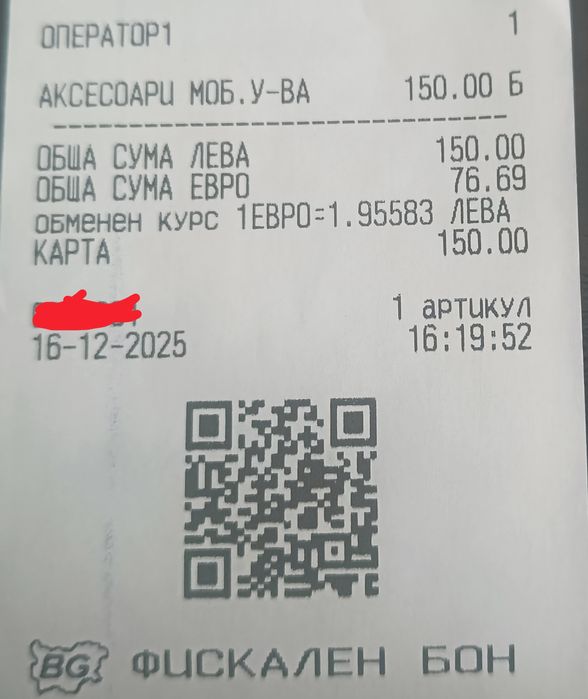 ОПЕРАТОР1 1
АКСЕСОАРИ МОБ.У-ВА 150.00 Б
ОБЩА СУМА ЛЕВА 150.00
ОБЩА СУМА ЕВРО 76.69
ОБМЕНЕН КУРС 1ЕВРО=1.95583 ЛЕВА
КАРТА 150.00
1 АРТИКУЛ
16-12-2025 16:19:52
BG ФИСКАЛЕН БОН